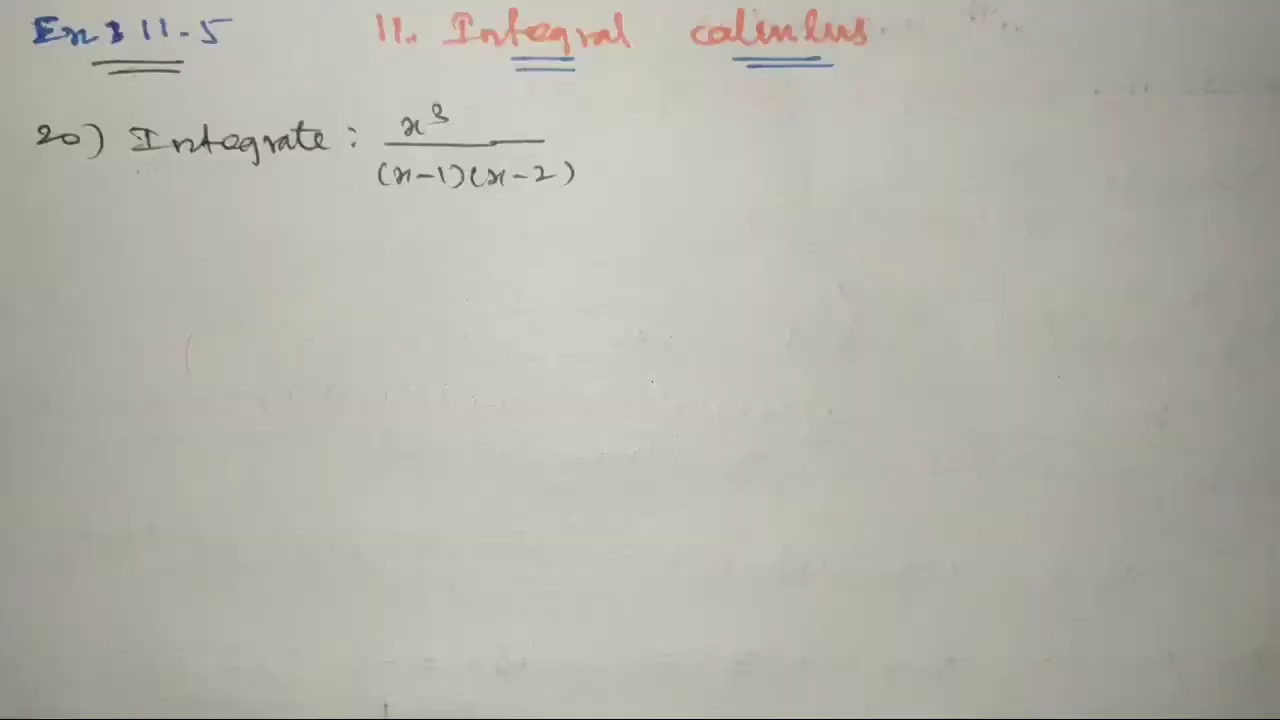 Ex : 11.5
11. Integral calculus
20) Integrate : x³
(x-1)(x-2)